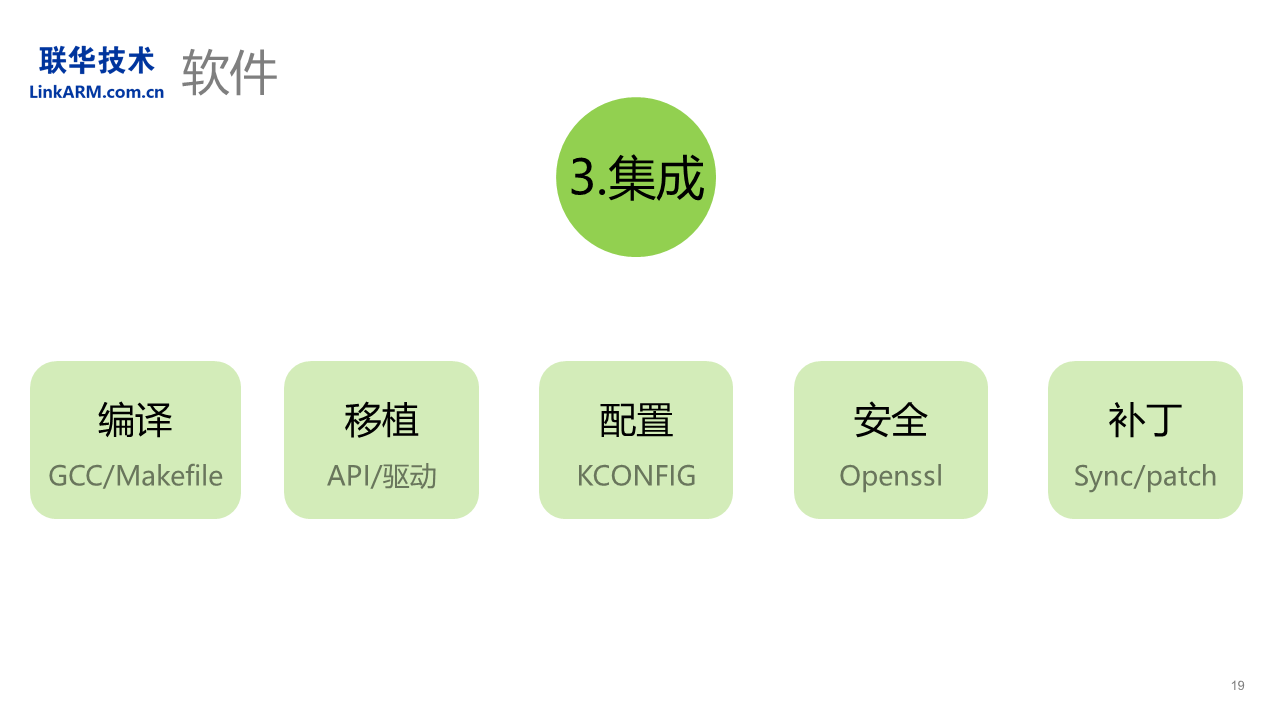 联华技术
LinkARM.com.cn
软件
3.集成
编译
GCC/Makefile
移植
API/驱动
配置
KCONFIG
安全
Openssl
补丁
Sync/patch
19